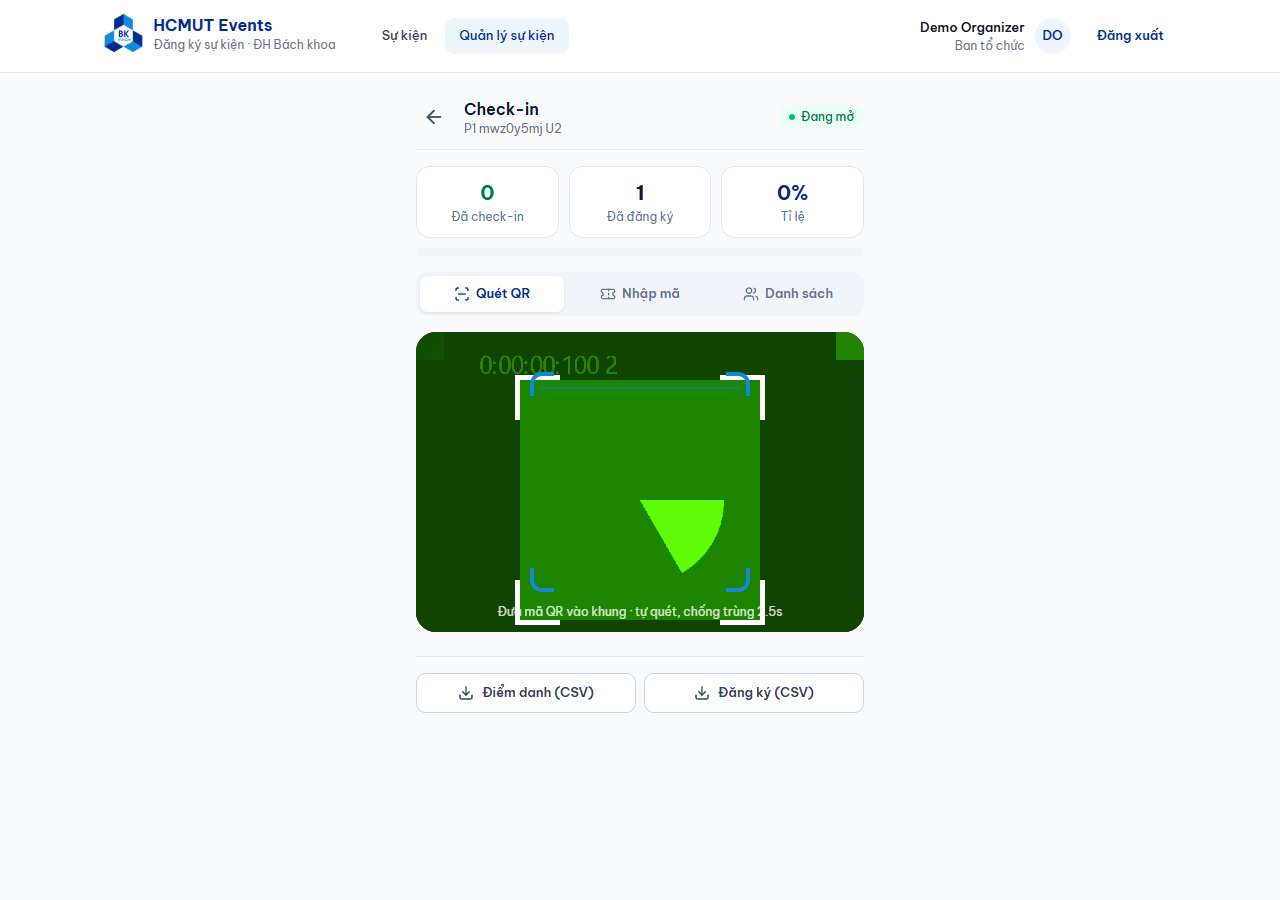 HCMUT Events
Đăng ký sự kiện · ĐH Bách khoa
Sự kiện
Quản lý sự kiện
Demo Organizer
Ban tổ chức
DO
Đăng xuất
BK
Check-in
P1 mwz0y5mj U2
Đang mở
0
Đã check-in
1
Đã đăng ký
0%
Tỉ lệ
Quét QR
Nhập mã
Danh sách
0:00:00:100 2
Đưa mã QR vào khung · tự quét, chống trùng 2.5s
Điểm danh (CSV)
Đăng ký (CSV)